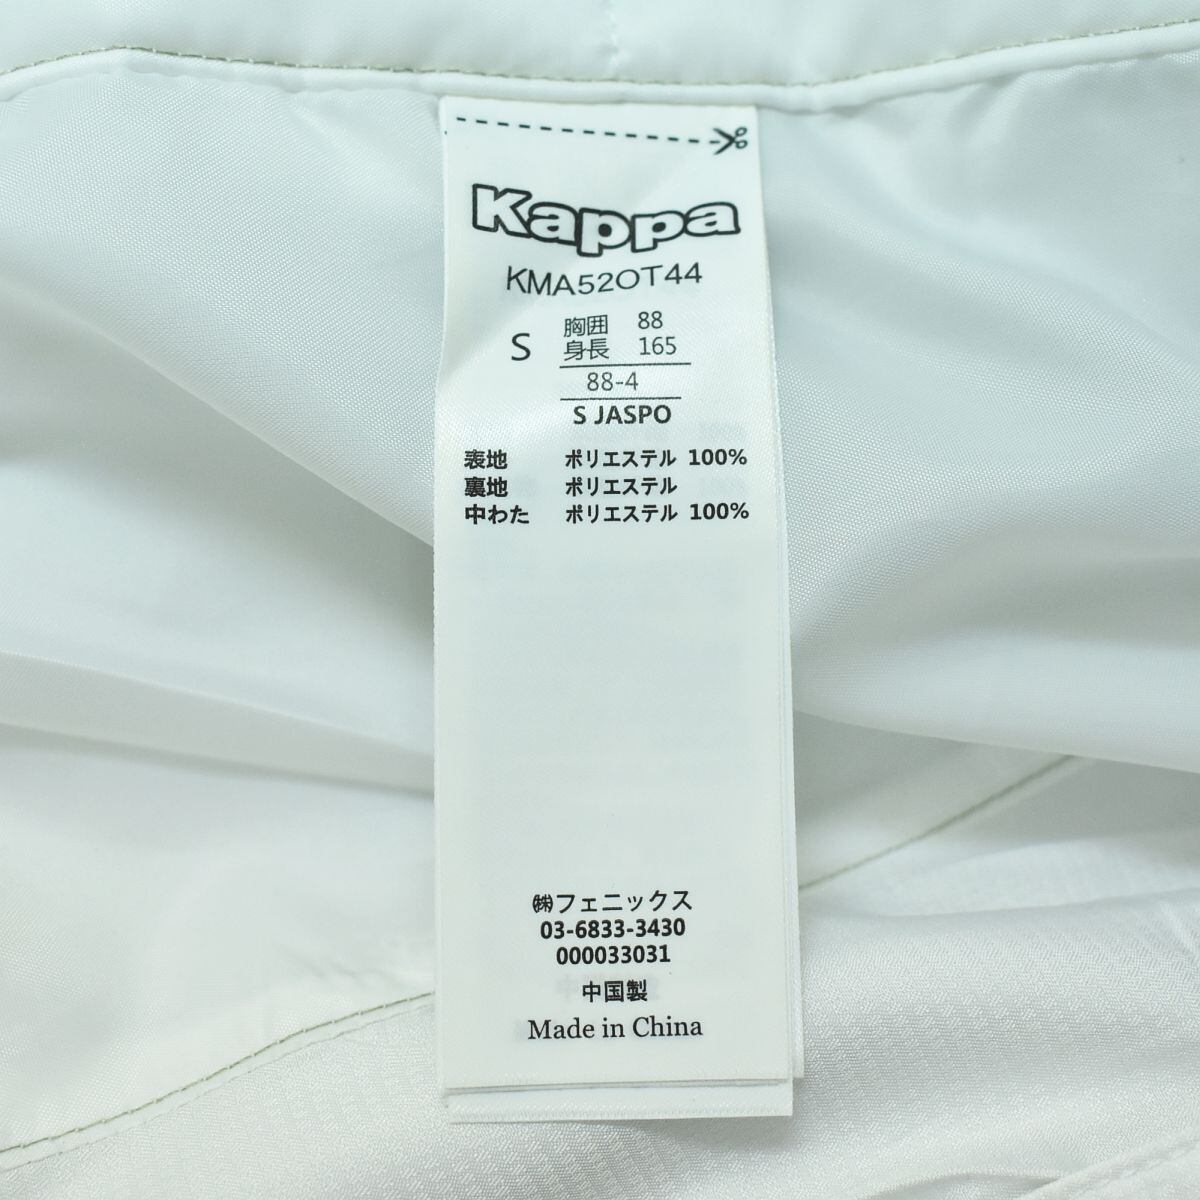 Kappa
KMA52OT44
S
胸囲 88
身長 165
88-4
S JASPO
表地 ポリエステル 100%
裏地 ポリエステル
中わた ポリエステル 100%
㈱フェニックス
03-6833-3430
000033031
中国製
Made in China